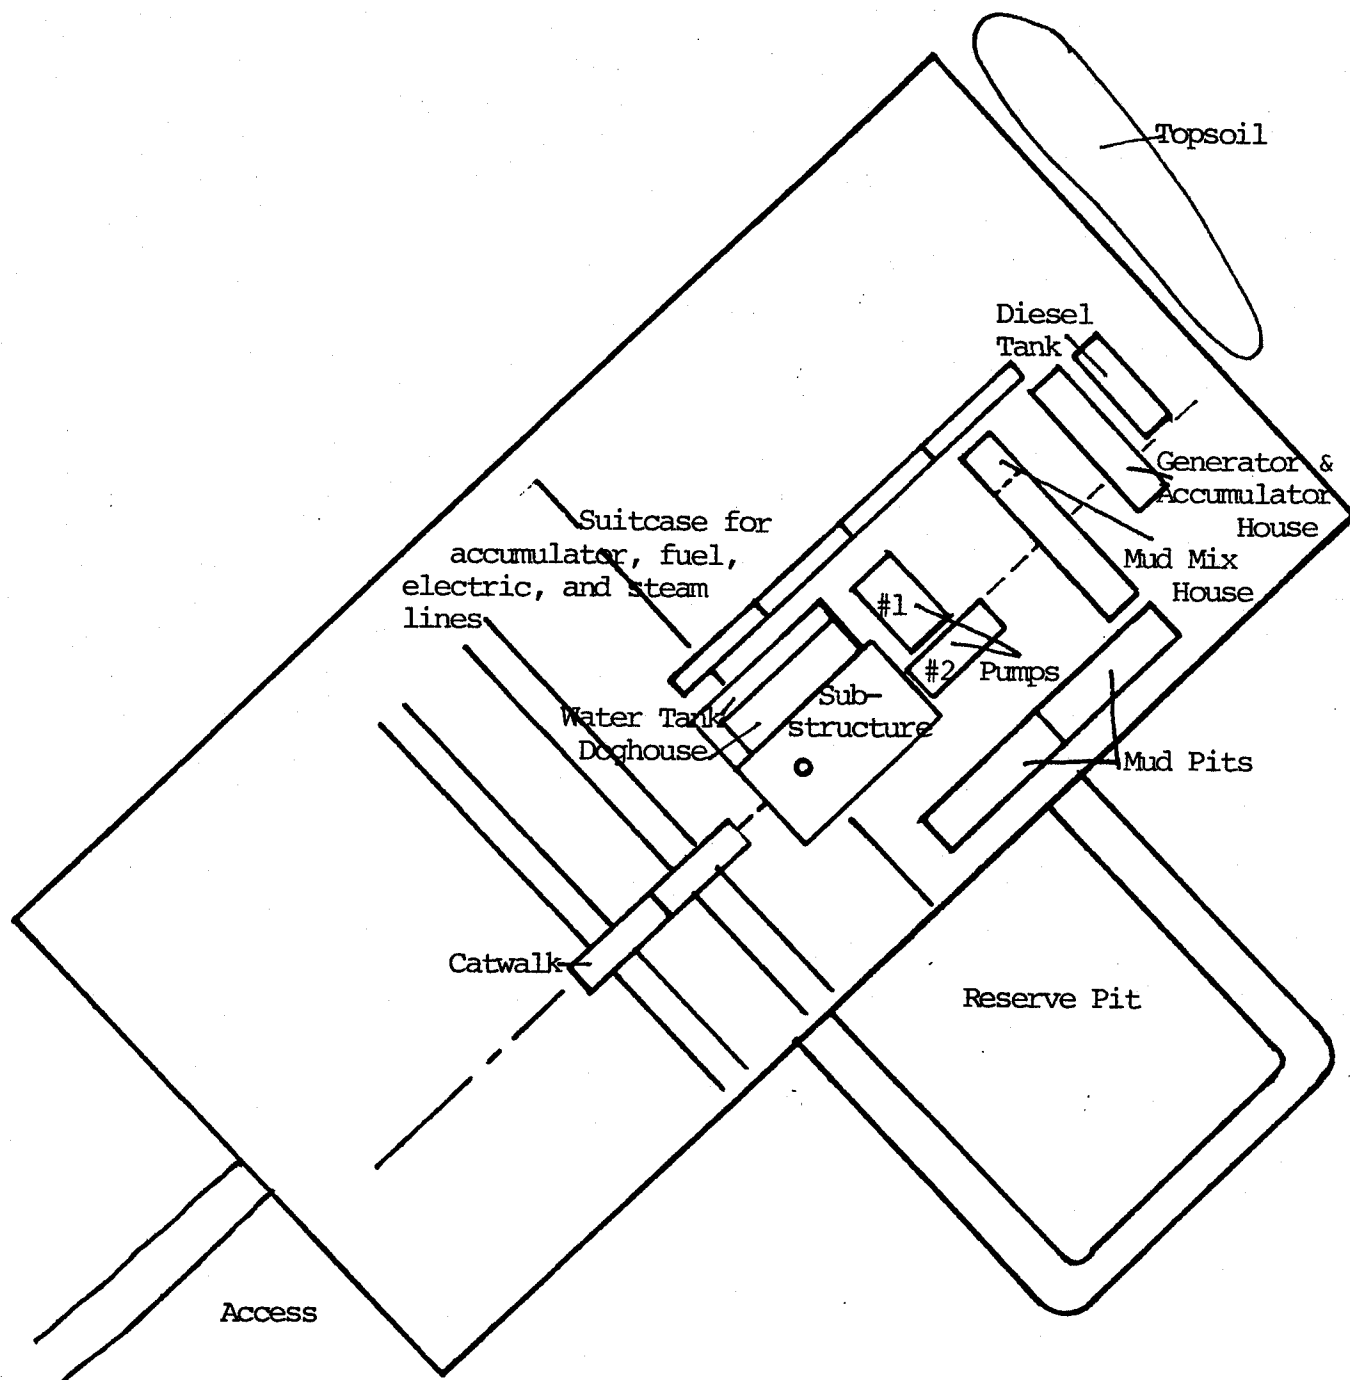 Topsoil
Diesel
Tank
Generator &
Accumulator
House
Suitcase for
accumulator, fuel,
electric, and steam
lines
Mud Mix
House
#1
#2
Pumps
Sub-
structure
Water Tank
Doghouse
Mud Pits
Catwalk
Reserve Pit
Access